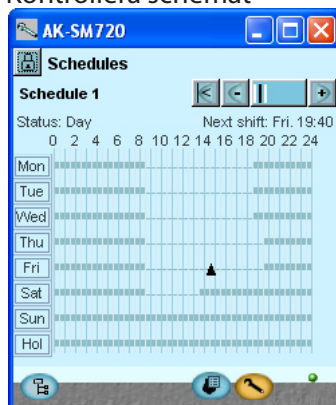 Kontrollera schemat
AK-SM720
Schedules
Schedule 1
Status: Day Next shift: Fri. 19:40
0 2 4 6 8 10 12 14 16 18 20 22 24
Mon
Tue
Wed
Thu
Fri
Sat
Sun
Hol